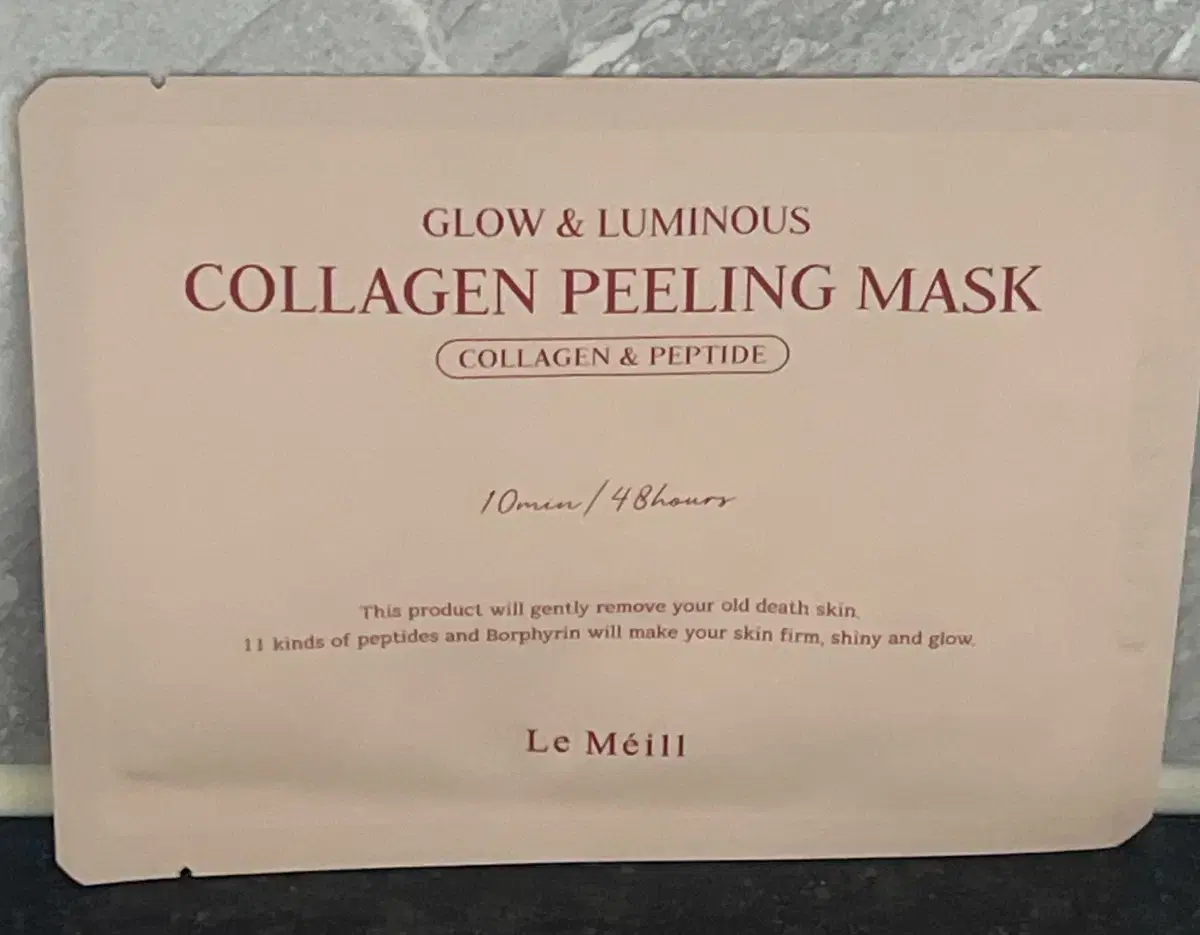 GLOW & LUMINOUS
COLLAGEN PEELING MASK
COLLAGEN & PEPTIDE
10min/48hours
This product will gently remove your old death skin.
11 kinds of peptides and Borphyrin will make your skin firm, shiny and glow.
Le Méill